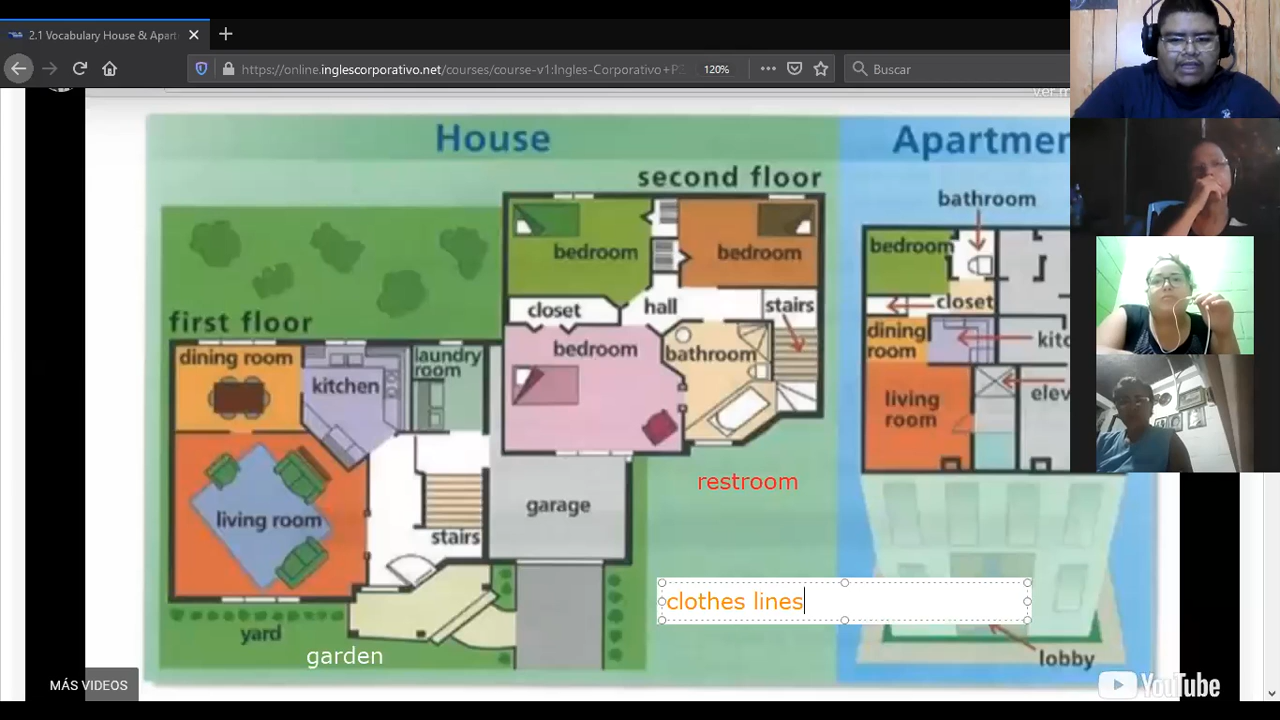 2.1 Vocabulary House & Apart
https://online.inglescorporativo.net/courses/course-v1:Ingles-Corporativo+P
120%
Buscar
House
Apartmen
second floor
bathroom
bedroom
bedroom
bedroom
closet
hall
stairs
closet
first floor
dining room
kitchen
laundry
room
bedroom
bathroom
dining
room
kitc
living
room
elev
restroom
living room
garage
stairs
clothes lines
yard
garden
lobby
MÁS VIDEOS
YouTube